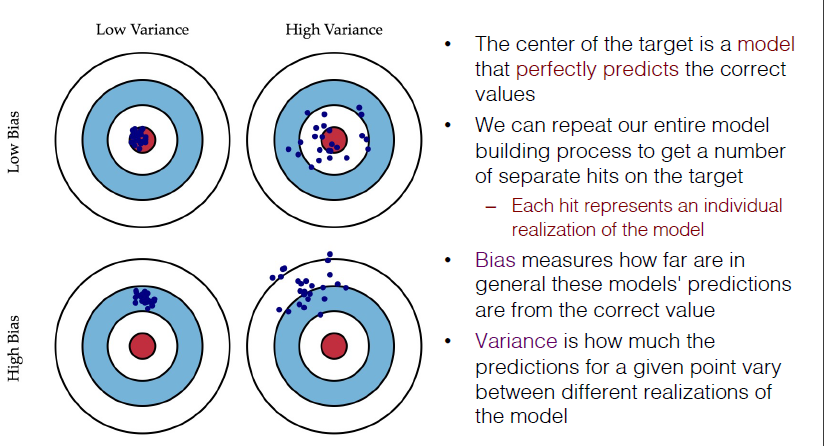 Low Variance
High Variance
Low Bias
High Bias
• The center of the target is a model
that perfectly predicts the correct
values
• We can repeat our entire model
building process to get a number
of separate hits on the target
– Each hit represents an individual
realization of the model
• Bias measures how far are in
general these models' predictions
are from the correct value
• Variance is how much the
predictions for a given point vary
between different realizations of
the model